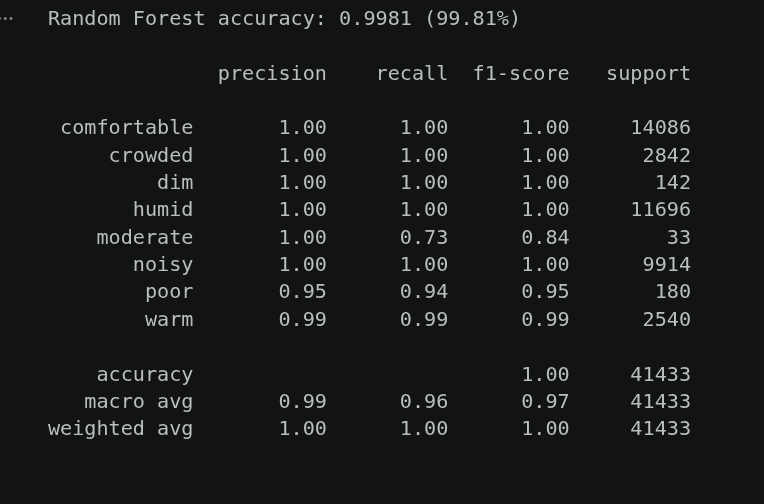 Random Forest accuracy: 0.9981 (99.81%)
precision recall f1-score support
comfortable 1.00 1.00 1.00 14086
crowded 1.00 1.00 1.00 2842
dim 1.00 1.00 1.00 142
humid 1.00 1.00 1.00 11696
moderate 1.00 0.73 0.84 33
noisy 1.00 1.00 1.00 9914
poor 0.95 0.94 0.95 180
warm 0.99 0.99 0.99 2540
accuracy 1.00 41433
macro avg 0.99 0.96 0.97 41433
weighted avg 1.00 1.00 1.00 41433